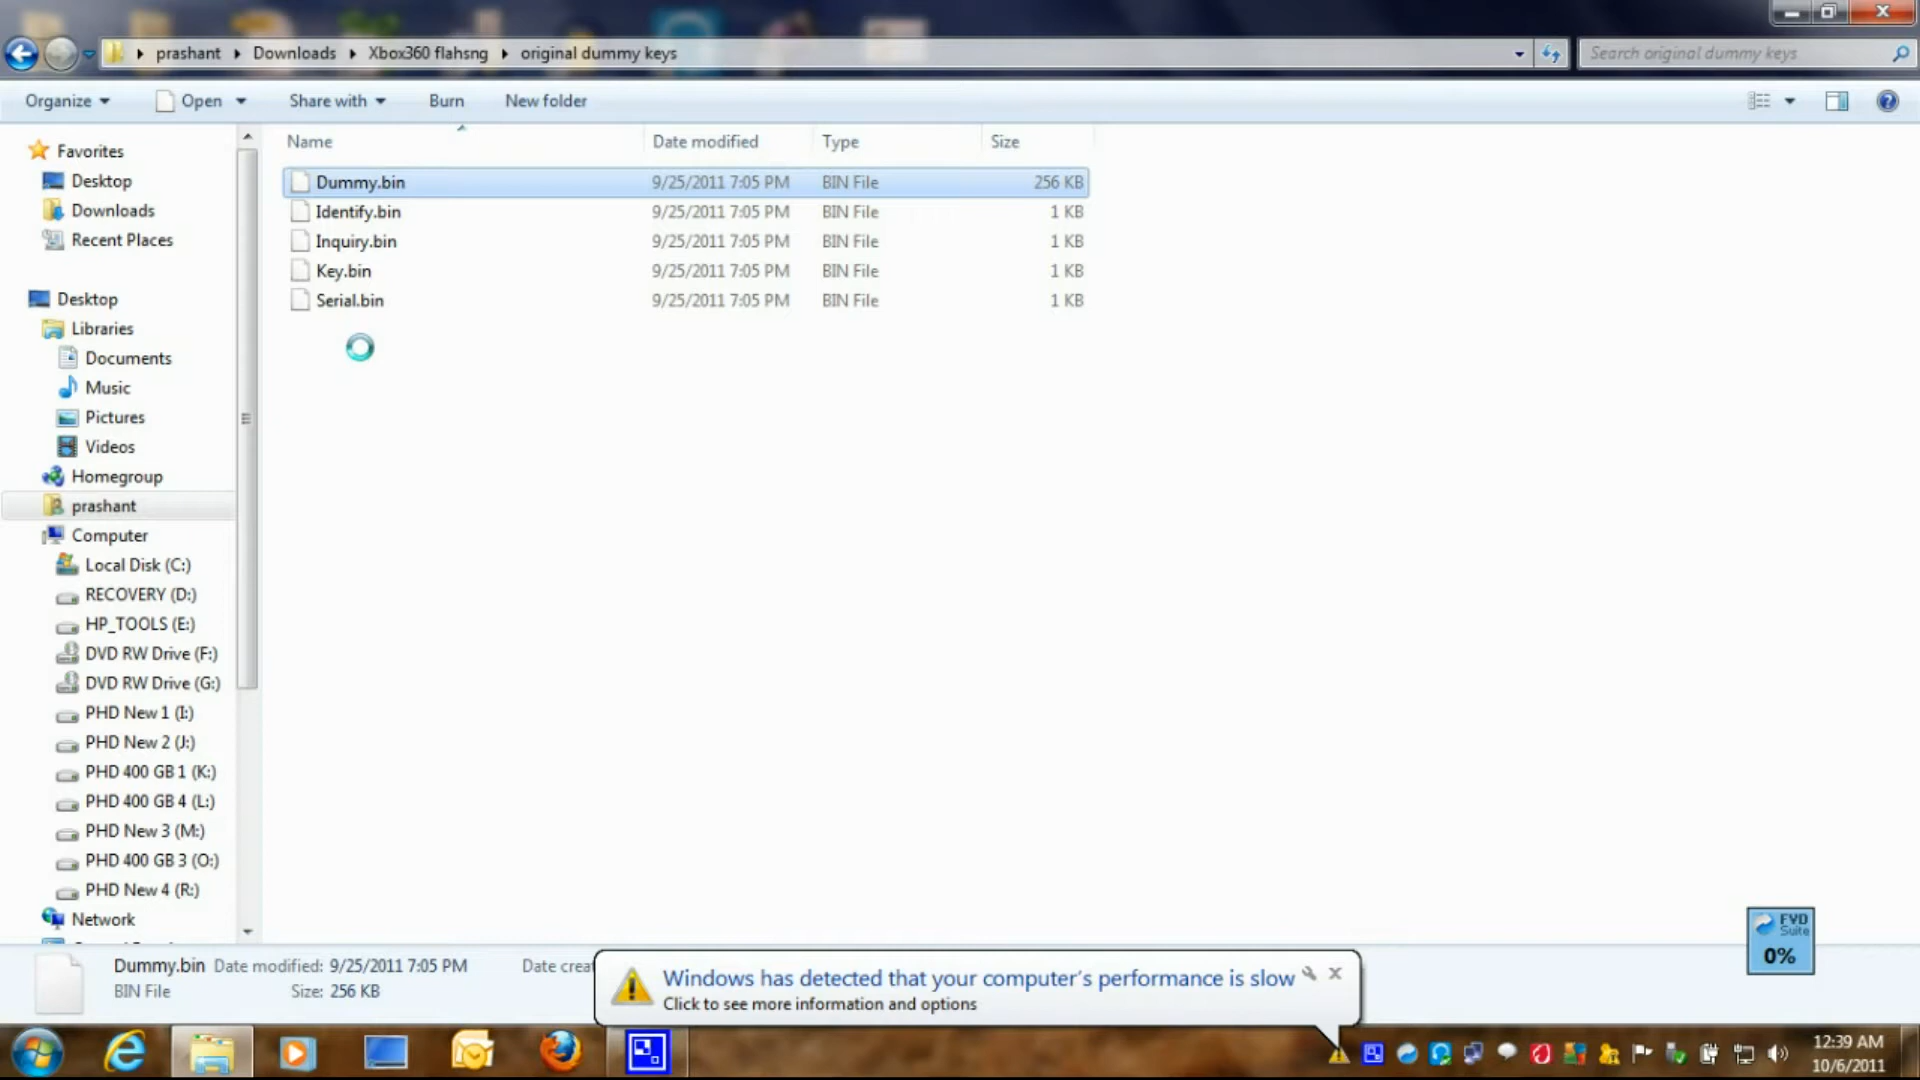 prashant Downloads Xbox360 flahsng original dummy keys
Search original dummy keys
Organize Open Share with Burn New folder
Name Date modified Type Size
Dummy.bin 9/25/2011 7:05 PM BIN File 256 KB
Identify.bin 9/25/2011 7:05 PM BIN File 1 KB
Inquiry.bin 9/25/2011 7:05 PM BIN File 1 KB
Key.bin 9/25/2011 7:05 PM BIN File 1 KB
Serial.bin 9/25/2011 7:05 PM BIN File 1 KB
Favorites
Desktop
Downloads
Recent Places
Desktop
Libraries
Documents
Music
Pictures
Videos
Homegroup
prashant
Computer
Local Disk (C:)
RECOVERY (D:)
HP_TOOLS (E:)
DVD RW Drive (F:)
DVD RW Drive (G:)
PHD New 1 (I:)
PHD New 2 (J:)
PHD 400 GB 1 (K:)
PHD 400 GB 4 (L:)
PHD New 3 (M:)
PHD 400 GB 3 (O:)
PHD New 4 (R:)
Network
FVD
Suite
0%
Dummy.bin Date modified: 9/25/2011 7:05 PM
BIN File Size: 256 KB
Date
Windows has detected that your computer's performance is slow
Click to see more information and options
12:39 AM
10/6/2011